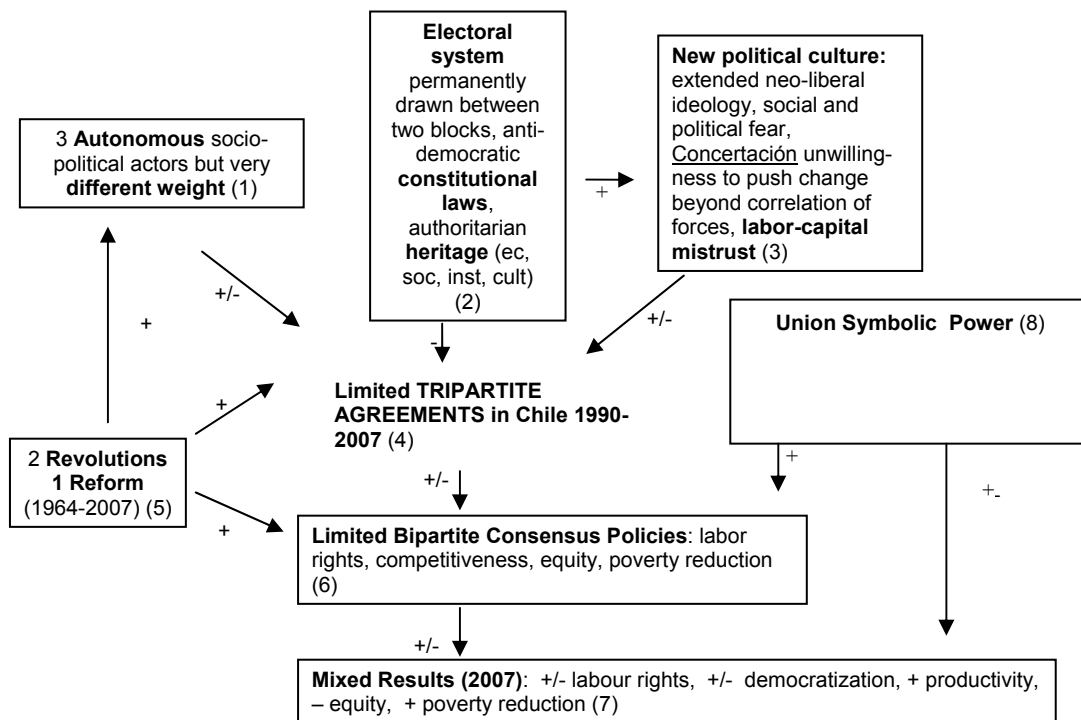 Electoral
system
permanently
drawn between
two blocks, anti-
democratic
constitutional
laws,
authoritarian
heritage (ec,
soc, inst, cult)
(2)
New political culture:
extended neo-liberal
ideology, social and
political fear,
Concertación unwilling-
ness to push change
beyond correlation of
forces, labor-capital
mistrust (3)
3 Autonomous socio-
political actors but very
different weight (1)
+
+/-
+
-
+/-
Union Symbolic Power (8)
+
Limited TRIPARTITE
AGREEMENTS in Chile 1990-
2007 (4)
2 Revolutions
1 Reform
(1964-2007) (5)
+
+/-
+
+-
Limited Bipartite Consensus Policies: labor
rights, competitiveness, equity, poverty reduction
(6)
+/-
Mixed Results (2007): +/- labour rights, +/- democratization, + productivity,
– equity, + poverty reduction (7)